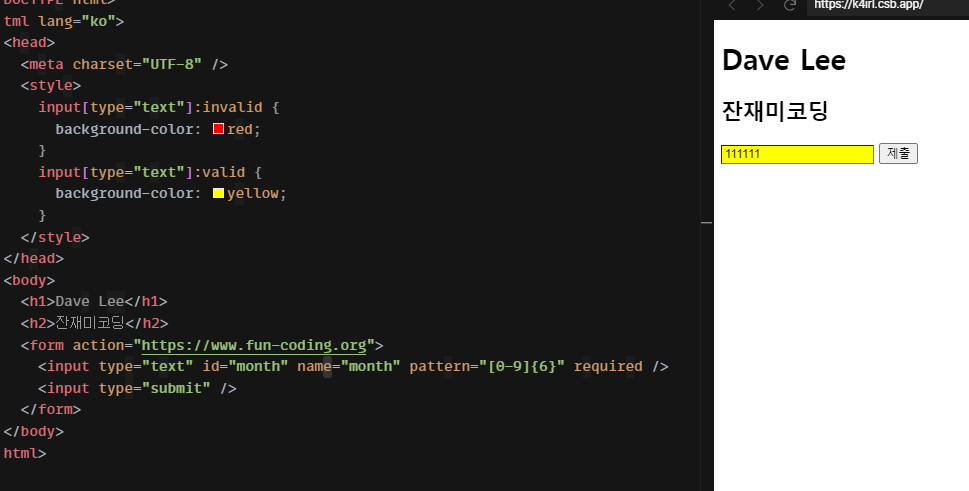 DOCTYPE html>
tml lang="ko">
<head>
<meta charset="UTF-8" />
<style>
input[type="text"]:invalid {
background-color: red;
}
input[type="text"]:valid {
background-color: yellow;
}
</style>
</head>
<body>
<h1>Dave Lee</h1>
<h2>잔재미코딩</h2>
<form action="https://www.fun-coding.org">
<input type="text" id="month" name="month" pattern="[0-9]{6}" required />
<input type="submit" />
</form>
</body>
html>
https://k4irl.csb.app/
Dave Lee
잔재미코딩
111111 제출